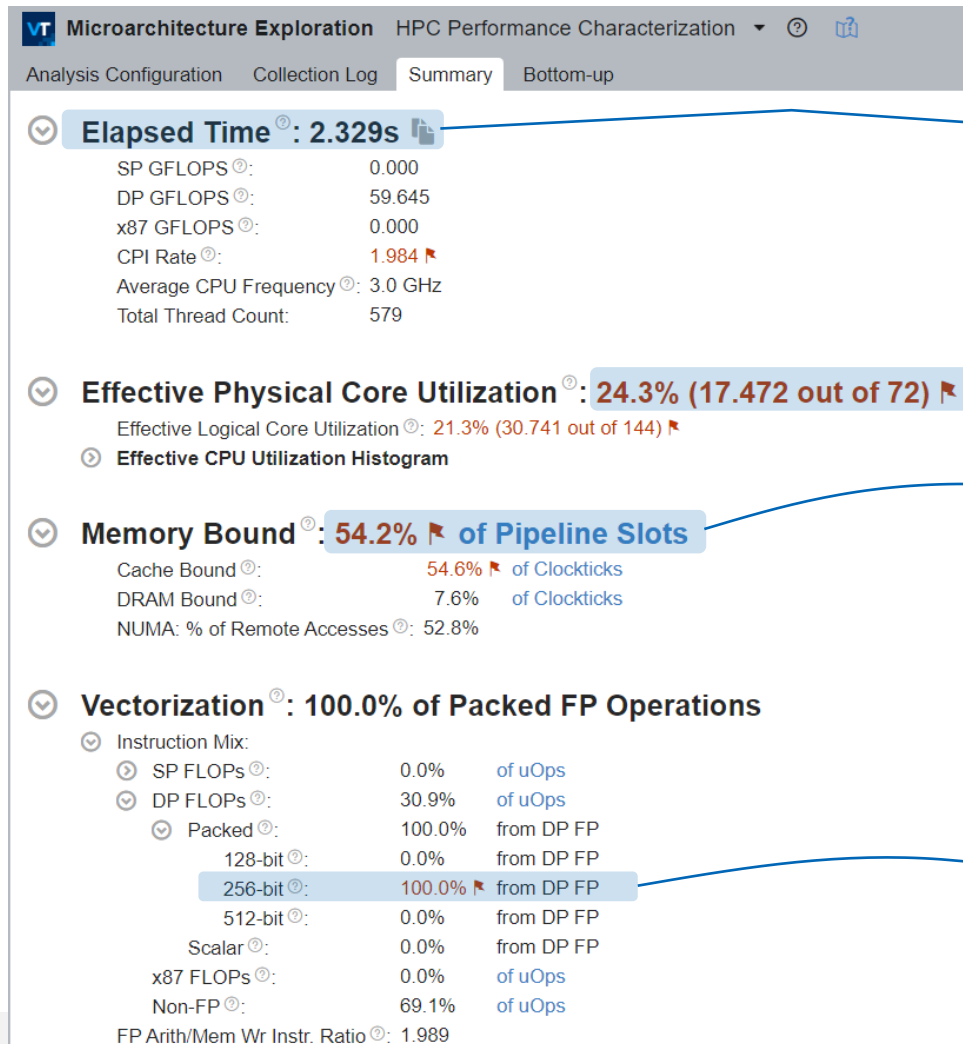 VT Microarchitecture Exploration HPC Performance Characterization
Analysis Configuration Collection Log Summary Bottom-up
Elapsed Time : 2.329s
SP GFLOPS : 0.000
DP GFLOPS : 59.645
x87 GFLOPS : 0.000
CPI Rate : 1.984
Average CPU Frequency : 3.0 GHz
Total Thread Count: 579
Effective Physical Core Utilization : 24.3% (17.472 out of 72)
Effective Logical Core Utilization : 21.3% (30.741 out of 144)
Effective CPU Utilization Histogram
Memory Bound : 54.2% of Pipeline Slots
Cache Bound : 54.6% of Clockticks
DRAM Bound : 7.6% of Clockticks
NUMA: % of Remote Accesses : 52.8%
Vectorization : 100.0% of Packed FP Operations
Instruction Mix:
SP FLOPs : 0.0% of uOps
DP FLOPs : 30.9% of uOps
Packed : 100.0% from DP FP
128-bit : 0.0% from DP FP
256-bit : 100.0% from DP FP
512-bit : 0.0% from DP FP
Scalar : 0.0% from DP FP
x87 FLOPs : 0.0% of uOps
Non-FP : 69.1% of uOps
FP Arith/Mem Wr Instr. Ratio : 1.989